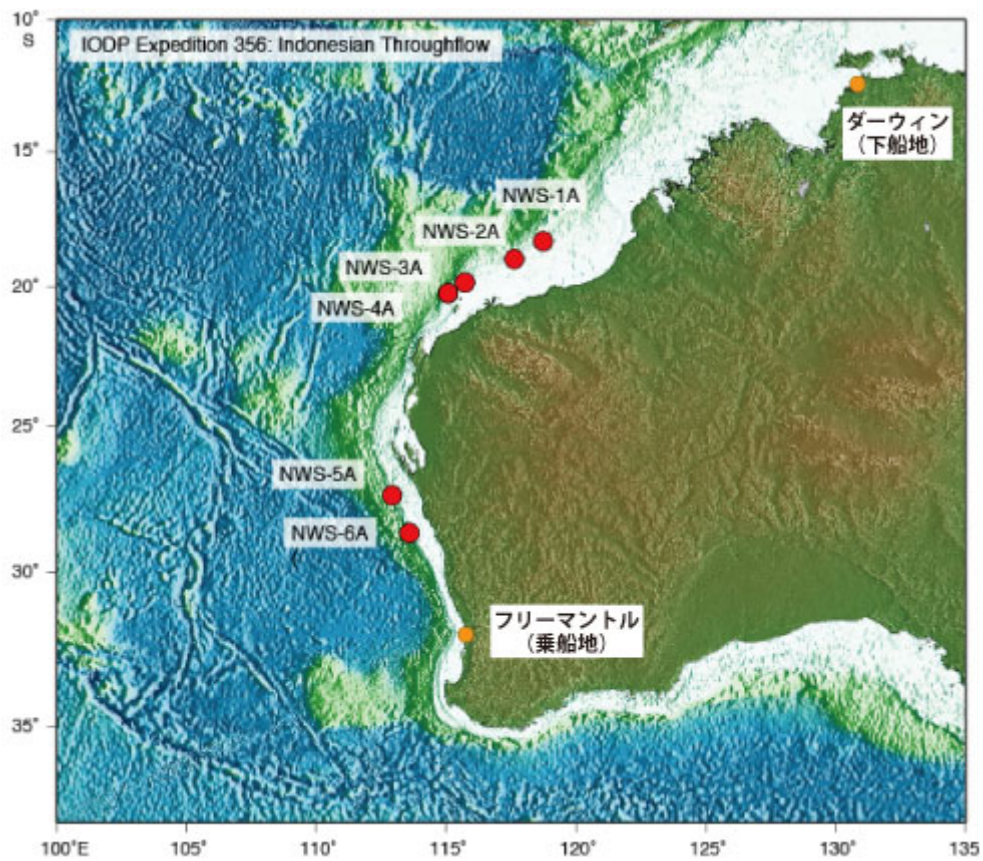 10°
S
IODP Expedition 356: Indonesian Throughflow
ダーウィン
（下船地）
15°
NWS-1A
NWS-2A
NWS-3A
20°
NWS-4A
25°
NWS-5A
NWS-6A
30°
フリーマントル
（乗船地）
35°
100°E
105°
110°
115°
120°
125°
130°
135